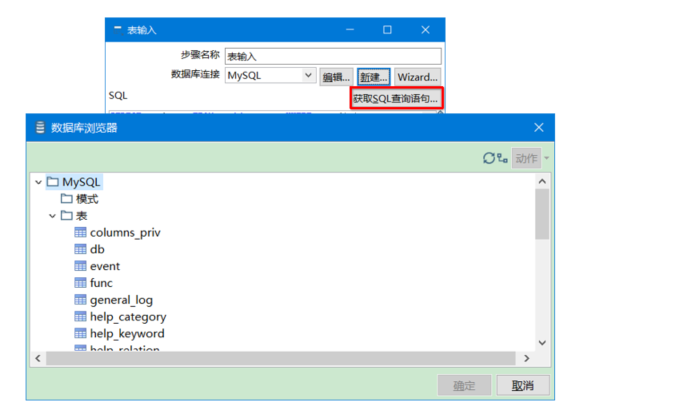 表输入
步骤名称 表输入
数据库连接 MySQL 编辑... 新建... Wizard...
SQL 获取SQL查询语句...
数据库浏览器
动作
MySQL
模式
表
columns_priv
db
event
func
general_log
help_category
help_keyword
help_relation
确定 取消